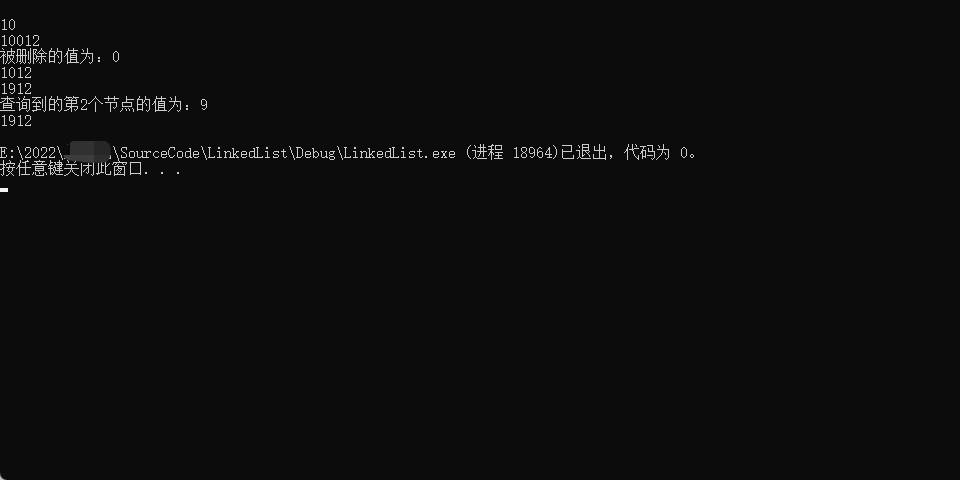 10
10012
被删除的值为：0
1012
1912
查询到的第2个节点的值为：9
1912
E:\2022\ \SourceCode\LinkedList\Debug\LinkedList.exe (进程 18964)已退出，代码为 0。
按任意键关闭此窗口. . .